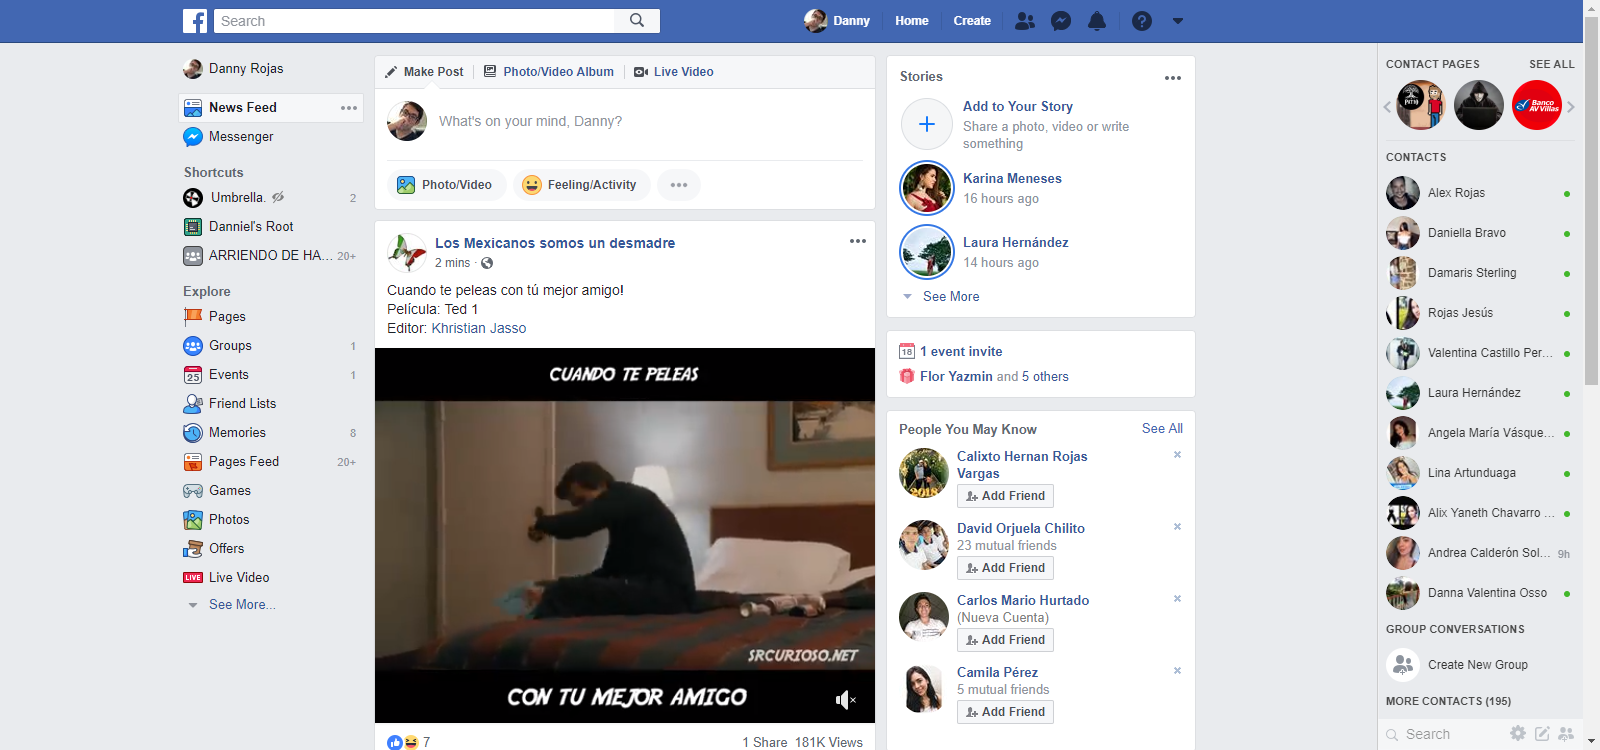 Search
Danny
Home
Create
Danny Rojas
News Feed
Messenger
Shortcuts
Umbrella.
2
Danniel's Root
ARRIENDO DE HA...
20+
Explore
Pages
Groups
1
25
Events
1
Friend Lists
Memories
8
Pages Feed
20+
Games
Photos
Offers
LIVE
Live Video
See More...
Make Post
Photo/Video Album
Live Video
What's on your mind, Danny?
Photo/Video
Feeling/Activity
Los Mexicanos somos un desmadre
2 mins ·
Cuando te peleas con tú mejor amigo!
Película: Ted 1
Editor: Khristian Jasso
CUANDO TE PELEAS
SRCURIOSO.NET
CON TU MEJOR AMIGO
7
1 Share 181K Views
Stories
Add to Your Story
Share a photo, video or write
something
Karina Meneses
16 hours ago
Laura Hernández
14 hours ago
See More
18
1 event invite
Flor Yazmin and 5 others
People You May Know
See All
2018
Calixto Hernan Rojas
Vargas
Add Friend
David Orjuela Chilito
23 mutual friends
Add Friend
Carlos Mario Hurtado
(Nueva Cuenta)
Add Friend
Camila Pérez
5 mutual friends
Add Friend
CONTACT PAGES
SEE ALL
Banco
AV Villas
CONTACTS
Alex Rojas
Daniella Bravo
Damaris Sterling
Rojas Jesús
Valentina Castillo Per...
Laura Hernández
Angela María Vásque...
Lina Artunduaga
Alix Yaneth Chavarro ...
Andrea Calderón Sol...
9h
Danna Valentina Osso
GROUP CONVERSATIONS
Create New Group
MORE CONTACTS (195)
Search